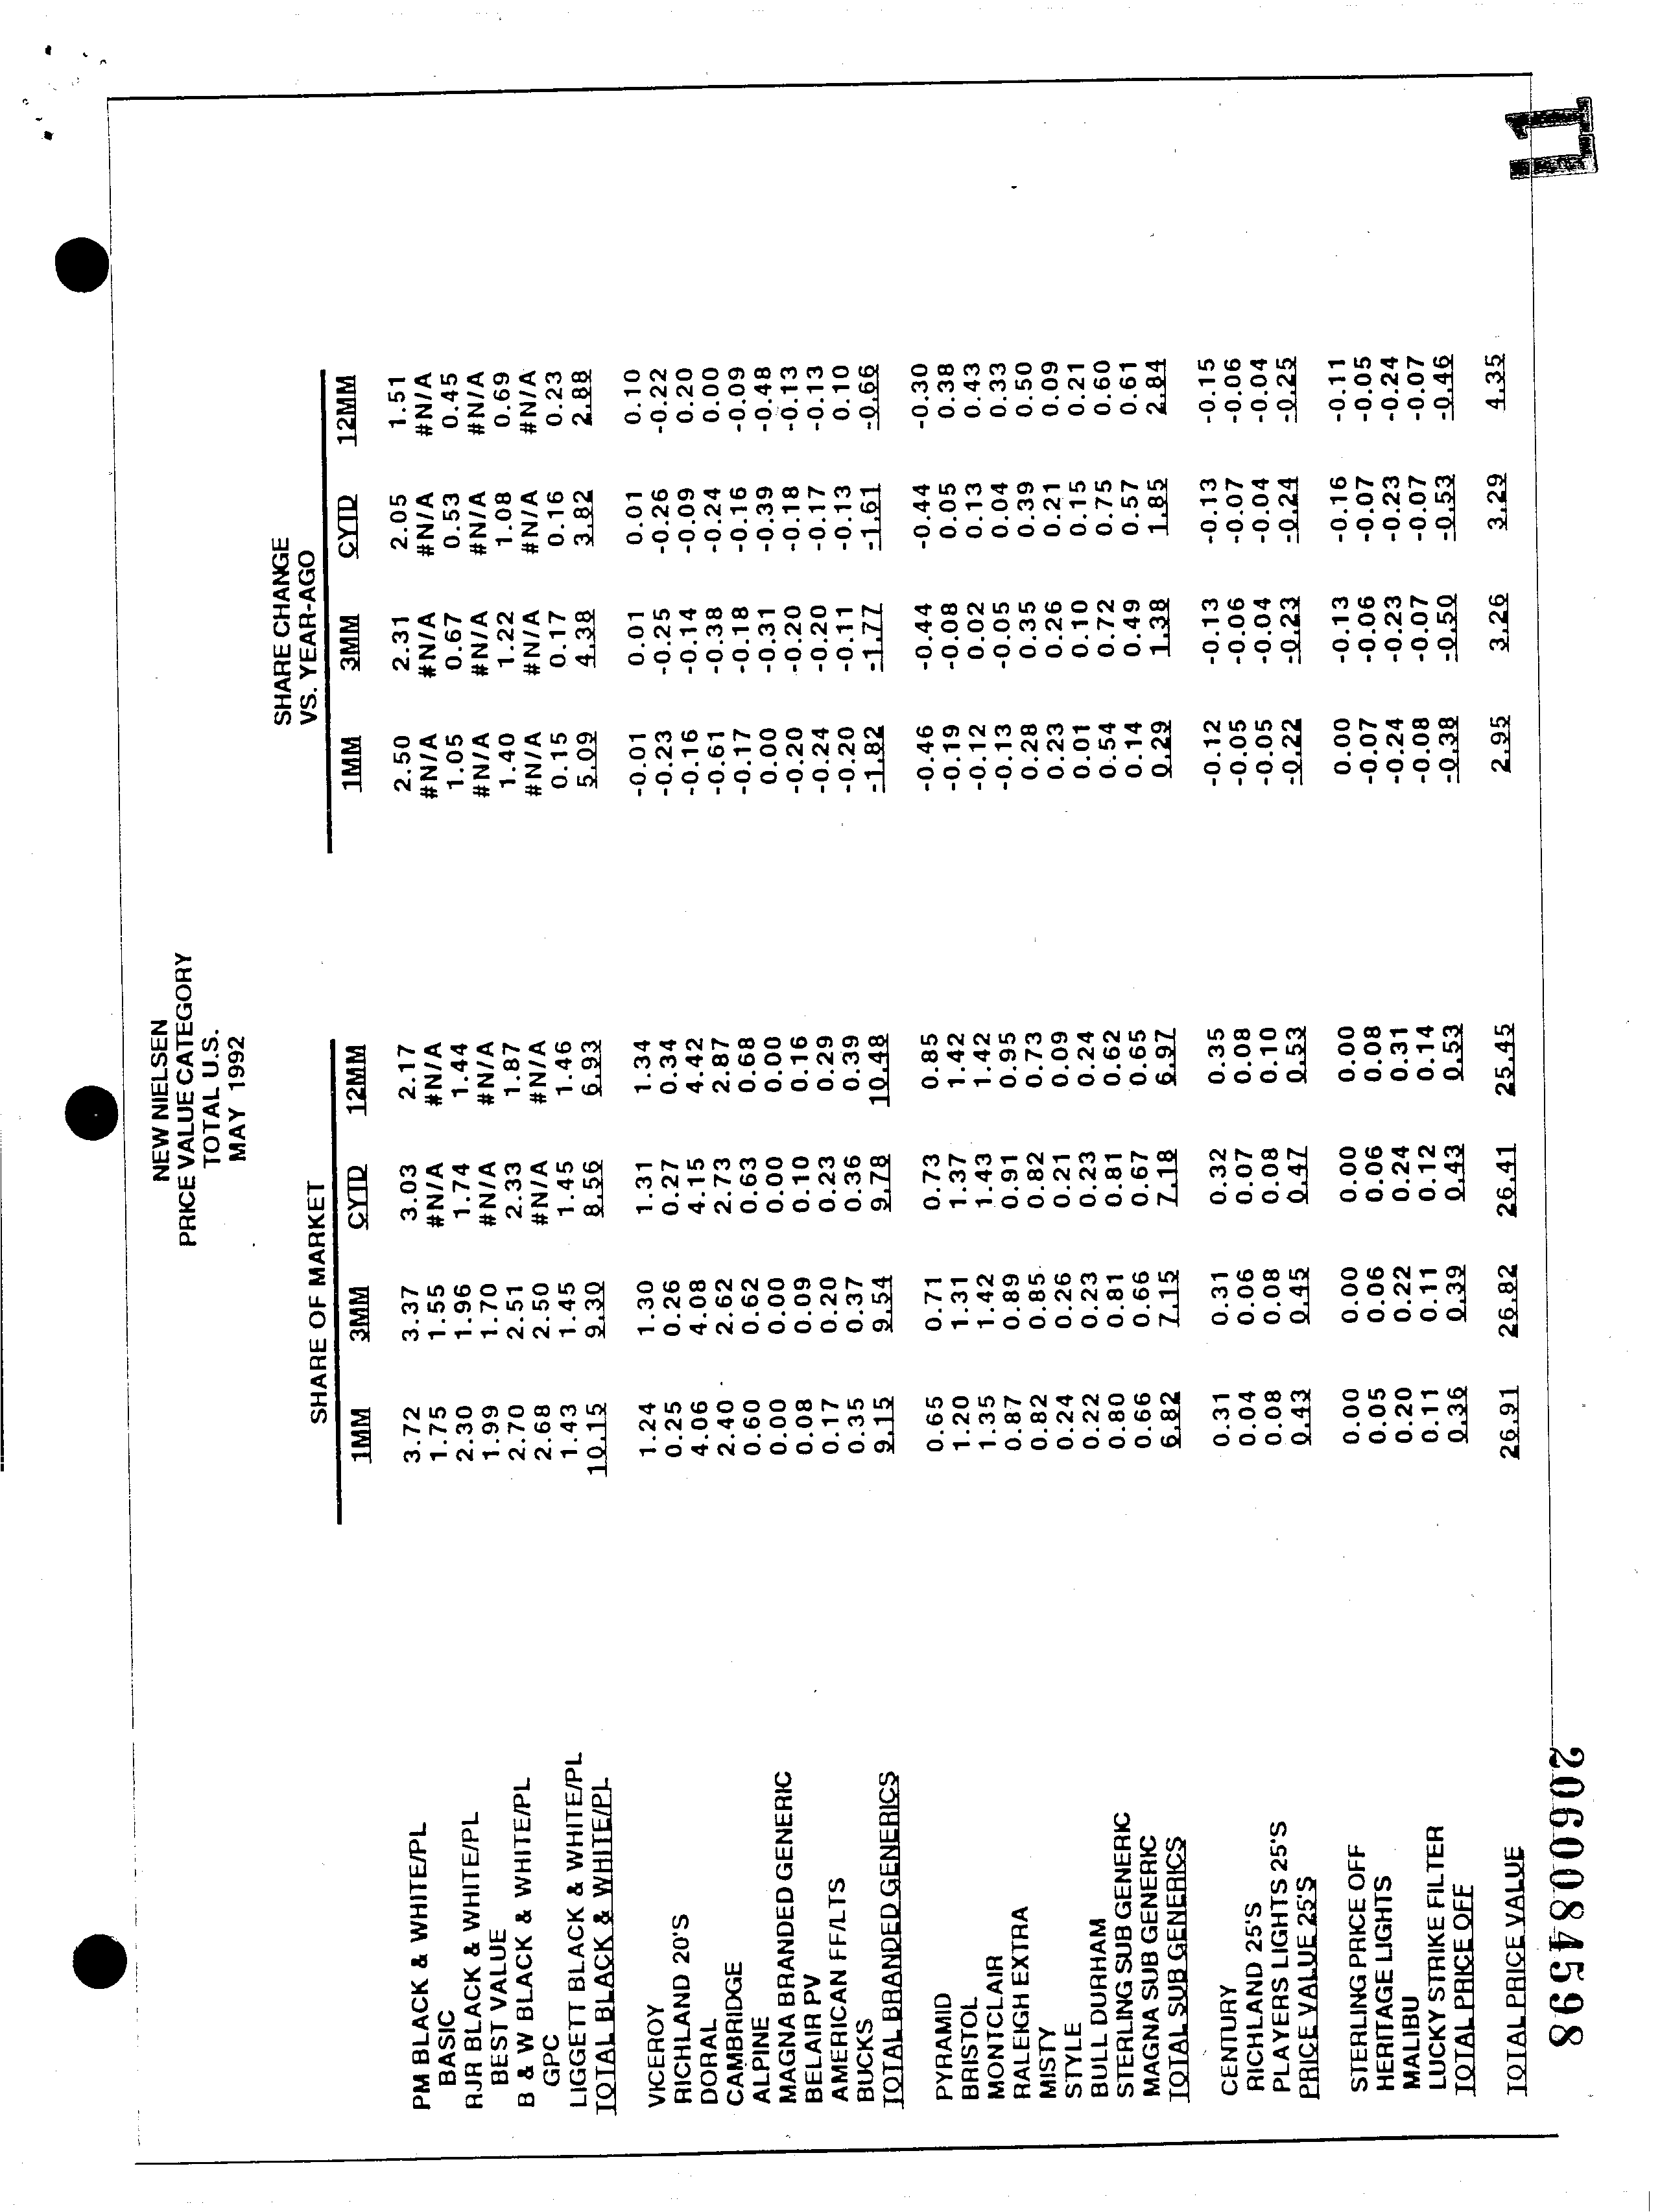 NEW NIELSEN
PRICE VALUE CATEGORY
TOTAL U.S.
MAY 1992
SHARE OF MARKET SHARE CHANGE
VS. YEAR-AGO
1MM 3MM CYTD 12MM 1MM 3MM CYTD 12MM
PM BLACK & WHITE/PL 3.72 3.37 3.03 2.17 2.50 2.31 2.05 1.51
BASIC 1.75 1.55 #N/A #N/A #N/A #N/A #N/A #N/A
RJR BLACK & WHITE/PL 2.30 1.96 1.74 1.44 1.05 0.67 0.53 0.45
BEST VALUE 1.99 1.70 #N/A #N/A #N/A #N/A #N/A #N/A
B & W BLACK & WHITE/PL 2.70 2.51 2.33 1.87 1.40 1.22 1.08 0.69
GPC 2.68 2.50 #N/A #N/A #N/A #N/A #N/A #N/A
LIGGETT BLACK & WHITE/PL 1.43 1.45 1.45 1.46 0.15 0.17 0.16 0.23
TOTAL BLACK & WHITE/PL 10.15 9.30 8.56 6.93 5.09 4.38 3.82 2.88
VICEROY 1.24 1.30 1.31 1.34 -0.01 0.01 0.01 0.10
RICHLAND 20'S 0.25 0.26 0.27 0.34 -0.23 -0.25 -0.26 -0.22
DORAL 4.06 4.08 4.15 4.42 -0.16 -0.14 -0.09 0.20
CAMBRIDGE 2.40 2.62 2.73 2.87 -0.61 -0.38 -0.24 0.00
ALPINE 0.60 0.62 0.63 0.68 -0.17 -0.18 -0.16 -0.09
MAGNA BRANDED GENERIC 0.00 0.00 0.00 0.00 0.00 -0.31 -0.39 -0.48
BELAIR PV 0.08 0.09 0.10 0.16 -0.20 -0.20 -0.18 -0.13
AMERICAN FF/LTS 0.17 0.20 0.23 0.29 -0.24 -0.20 -0.17 -0.13
BUCKS 0.35 0.37 0.36 0.39 -0.20 -0.11 -0.13 0.10
TOTAL BRANDED GENERICS 9.15 9.54 9.78 10.48 -1.82 -1.77 -1.61 -0.66
PYRAMID 0.65 0.71 0.73 0.85 -0.46 -0.44 -0.44 -0.30
BRISTOL 1.20 1.31 1.37 1.42 -0.19 -0.08 0.05 0.38
MONTCLAIR 1.35 1.42 1.43 1.42 -0.12 0.02 0.13 0.43
RALEIGH EXTRA 0.87 0.89 0.91 0.95 -0.13 -0.05 0.04 0.33
MISTY 0.82 0.85 0.82 0.73 0.28 0.35 0.39 0.50
STYLE 0.24 0.26 0.21 0.09 0.23 0.26 0.21 0.09
BULL DURHAM 0.22 0.23 0.23 0.24 0.01 0.10 0.15 0.21
STERLING SUB GENERIC 0.80 0.81 0.81 0.62 0.54 0.72 0.75 0.60
MAGNA SUB GENERIC 0.66 0.66 0.67 0.65 0.14 0.49 0.57 0.61
TOTAL SUB GENERICS 6.82 7.15 7.18 6.97 0.29 1.38 1.85 2.84
CENTURY 0.31 0.31 0.32 0.35 -0.12 -0.13 -0.13 -0.15
RICHLAND 25'S 0.04 0.06 0.07 0.08 -0.05 -0.06 -0.07 -0.06
PLAYERS LIGHTS 25'S 0.08 0.08 0.08 0.10 -0.05 -0.04 -0.04 -0.04
PRICE VALUE 25'S 0.43 0.45 0.47 0.53 -0.22 -0.23 -0.24 -0.25
STERLING PRICE OFF 0.00 0.00 0.00 0.00 0.00 -0.13 -0.16 -0.11
HERITAGE LIGHTS 0.05 0.06 0.06 0.08 -0.07 -0.06 -0.07 -0.05
MALIBU 0.20 0.22 0.24 0.31 -0.24 -0.23 -0.23 -0.24
LUCKY STRIKE FILTER 0.11 0.11 0.12 0.14 -0.08 -0.07 -0.07 -0.07
TOTAL PRICE OFF 0.36 0.39 0.43 0.53 -0.38 -0.50 -0.53 -0.46
TOTAL PRICE VALUE 26.91 26.82 26.41 25.45 2.95 3.26 3.29 4.35
2060084598